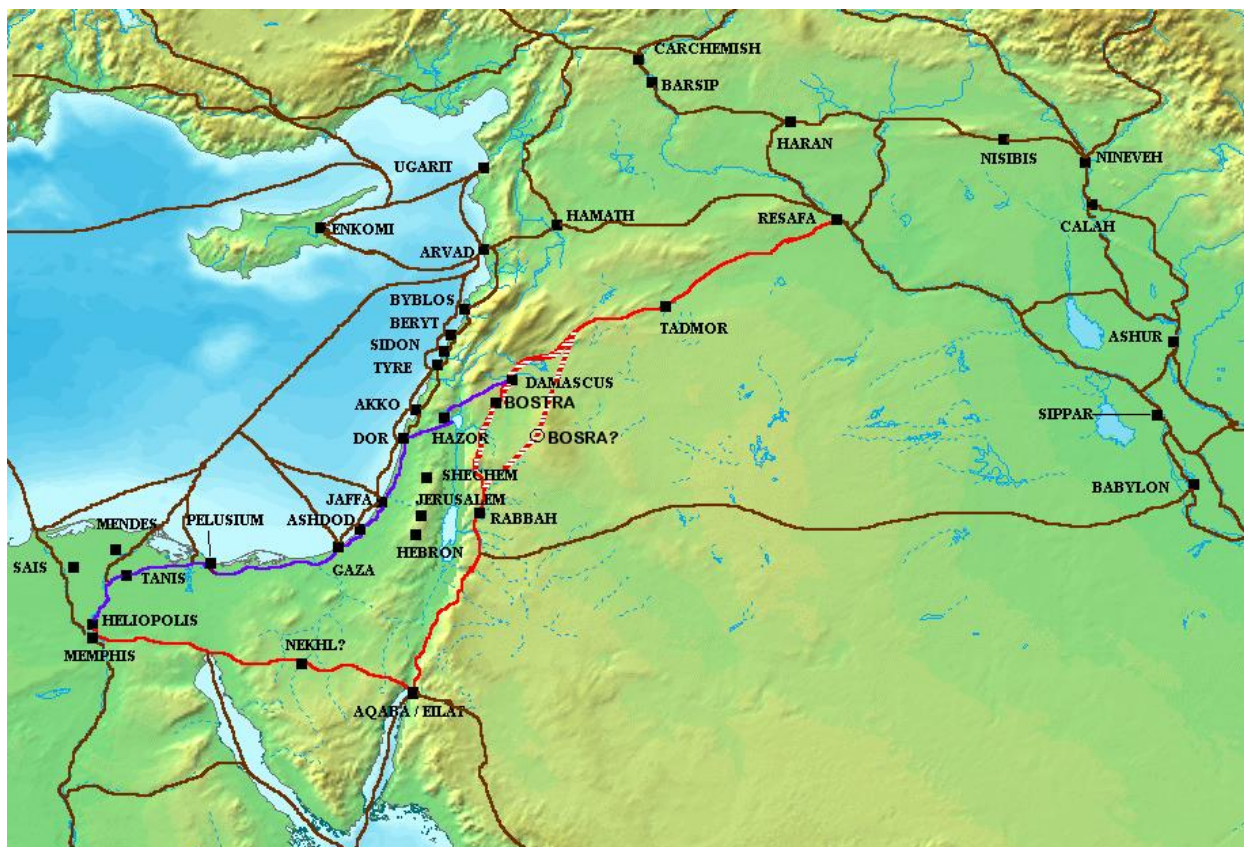 CARCHEMISH
BARSIP
HARAN
NISIBIS
NINEVEH
UGARIT
CALAH
HAMATH
RESAFA
ENKOMI
ARVAD
BYBLOS
TADMOR
BERYT
ASHUR
SIDON
TYRE
DAMASCUS
BOSTRA
AKKO
SIPPAR
DOR
HAZOR
BOSRA?
SHECHEM
BABYLON
JAFFA
JERUSALEM
RABBAH
MENDES
PELUSIUM
ASHDOD
HEBRON
SAIS
TANIS
GAZA
HELIOPOLIS
NEKHL?
MEMPHIS
AQABA / EILAT